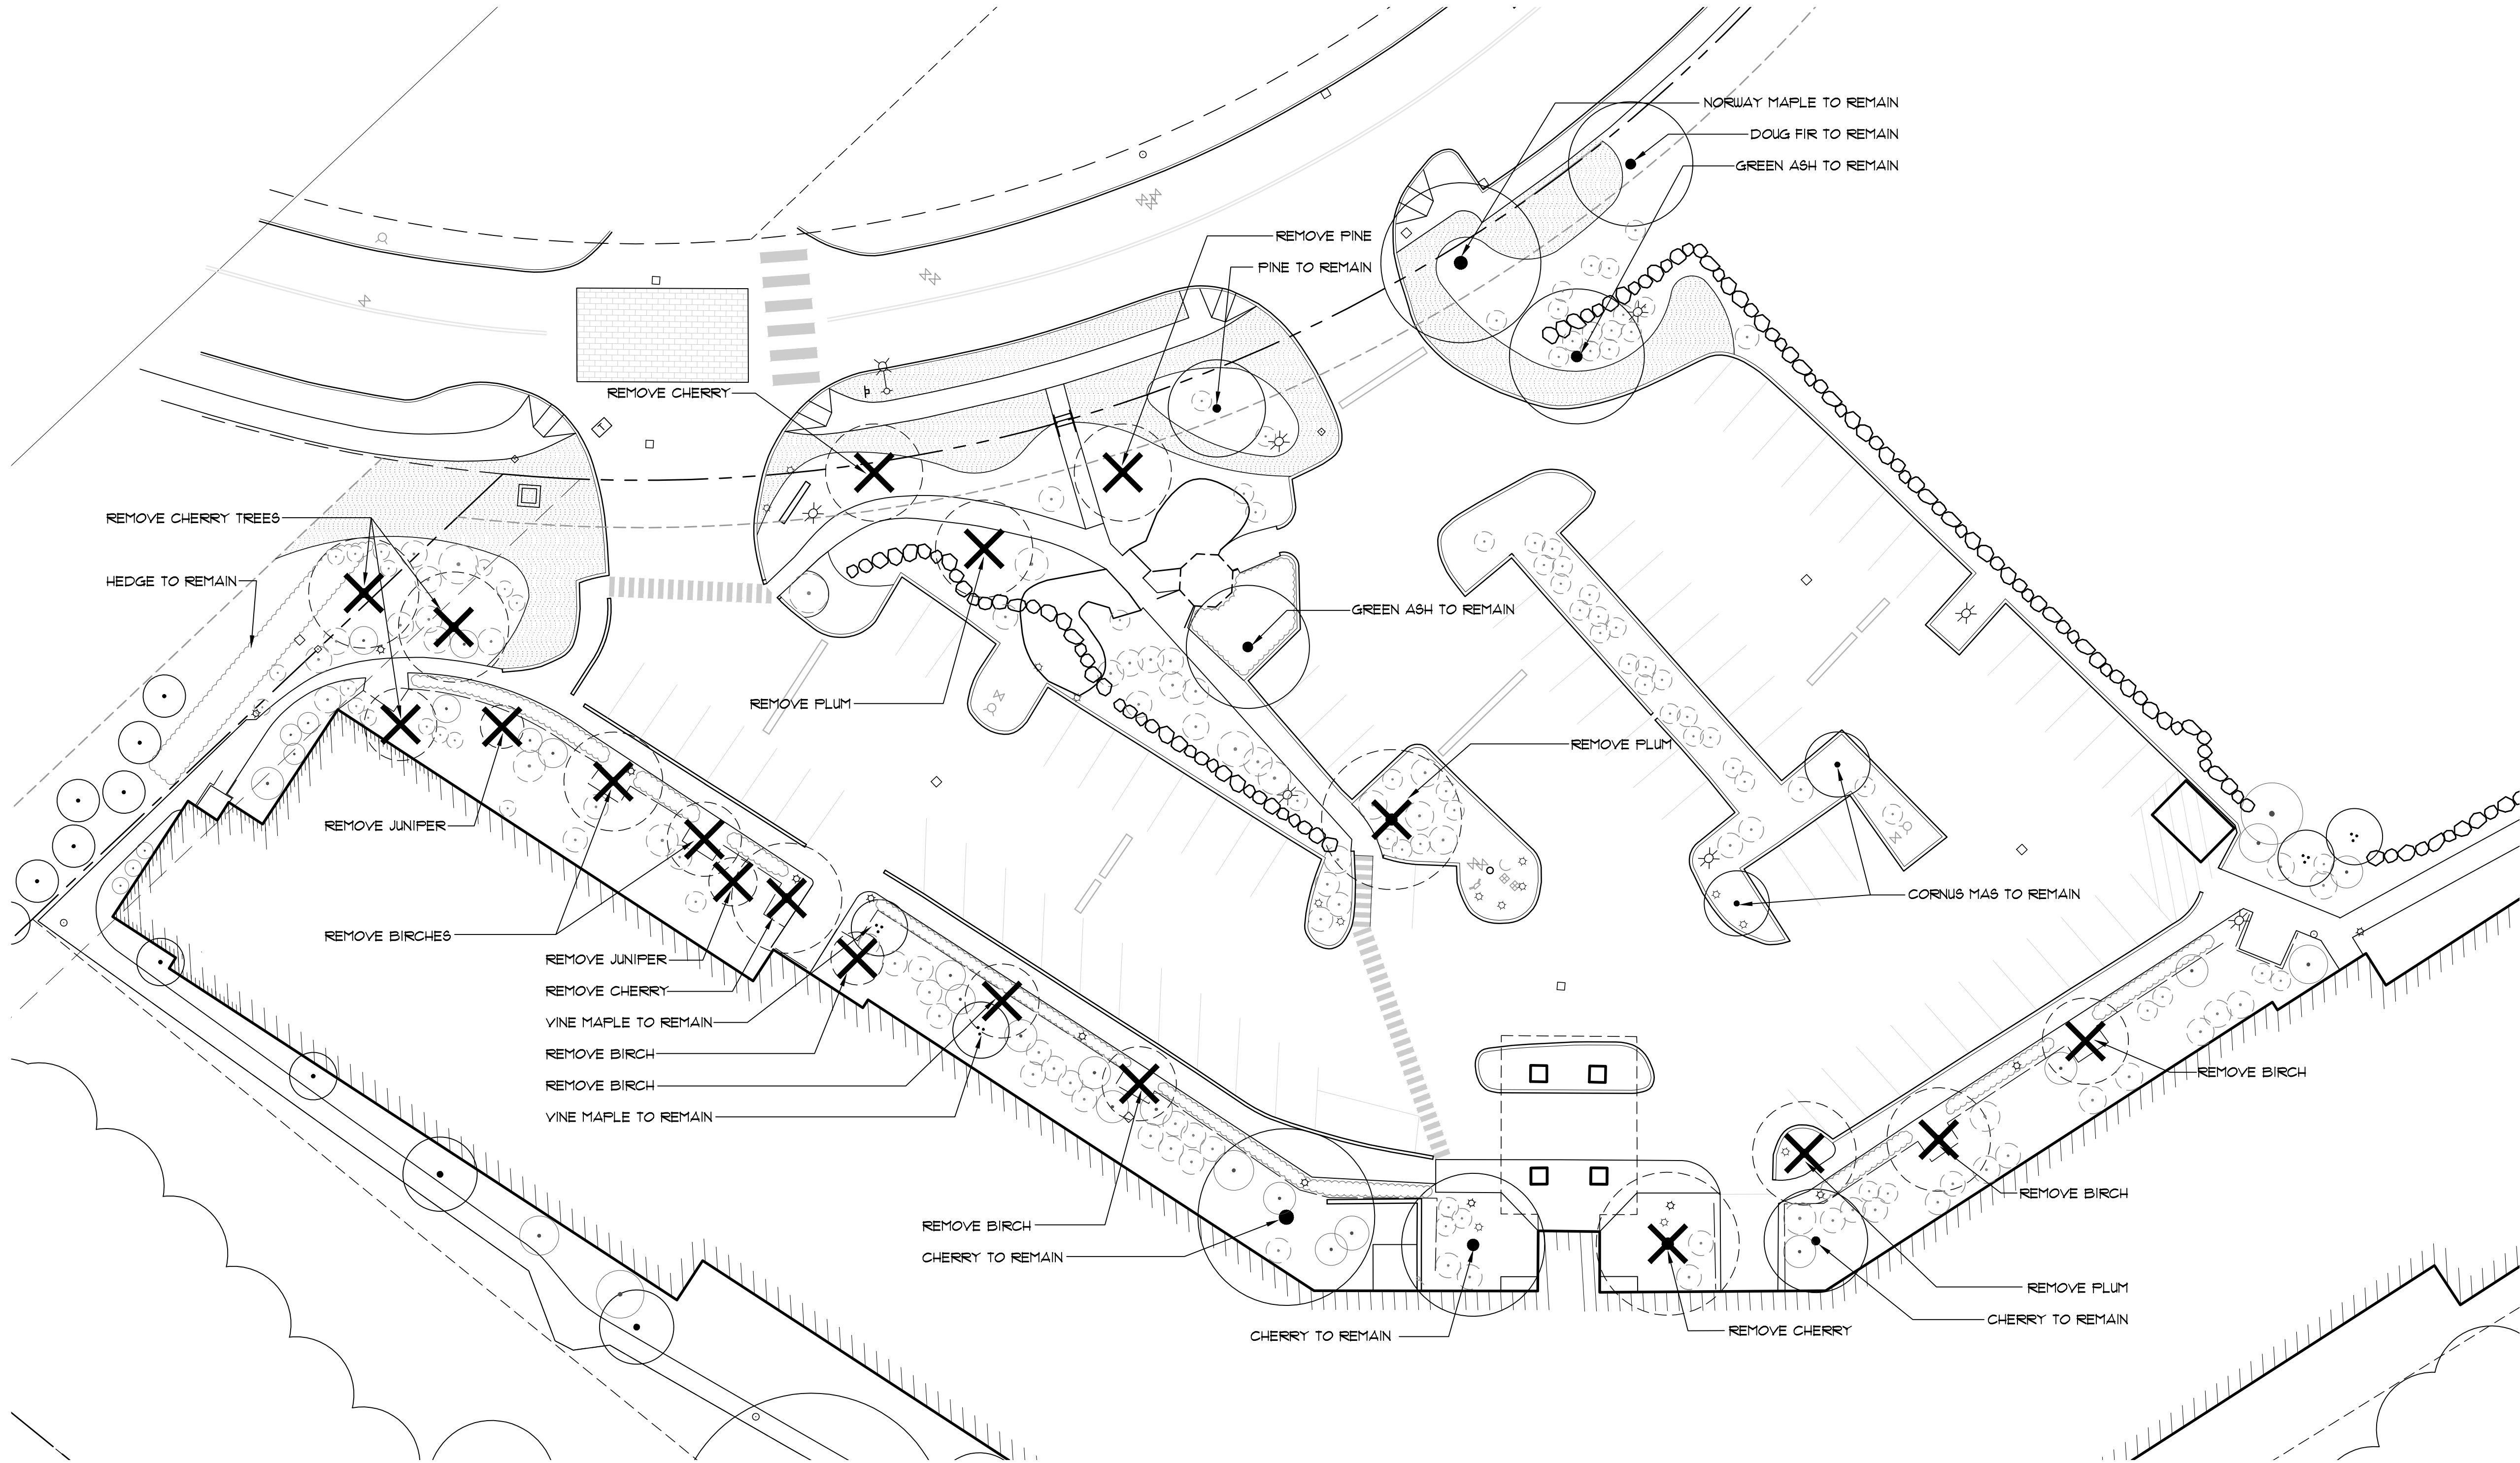 NORWAY MAPLE TO REMAIN
DOUG FIR TO REMAIN
GREEN ASH TO REMAIN
REMOVE PINE
PINE TO REMAIN
REMOVE CHERRY
REMOVE CHERRY TREES
HEDGE TO REMAIN
GREEN ASH TO REMAIN
REMOVE PLUM
REMOVE PLUM
REMOVE JUNIPER
CORNUS MAS TO REMAIN
REMOVE BIRCHES
REMOVE JUNIPER
REMOVE CHERRY
VINE MAPLE TO REMAIN
REMOVE BIRCH
REMOVE BIRCH
VINE MAPLE TO REMAIN
REMOVE BIRCH
REMOVE BIRCH
REMOVE BIRCH
CHERRY TO REMAIN
REMOVE PLUM
CHERRY TO REMAIN
CHERRY TO REMAIN
REMOVE CHERRY